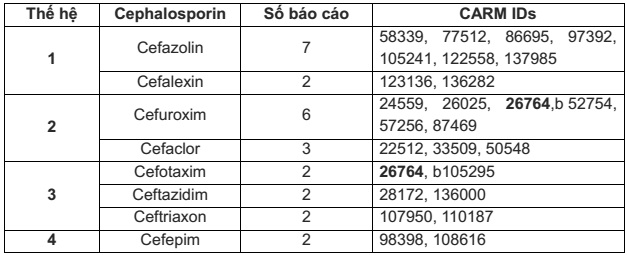 Thế hệ Cephalosporin Số báo cáo CARM IDs
1 Cefazolin 7 58339, 77512, 86695, 97392,
105241, 122558, 137985
Cefalexin 2 123136, 136282
2 Cefuroxim 6 24559, 26025, 26764,b 52754,
57256, 87469
Cefaclor 3 22512, 33509, 50548
3 Cefotaxim 2 26764, b105295
Ceftazidim 2 28172, 136000
Ceftriaxon 2 107950, 110187
4 Cefepim 2 98398, 108616